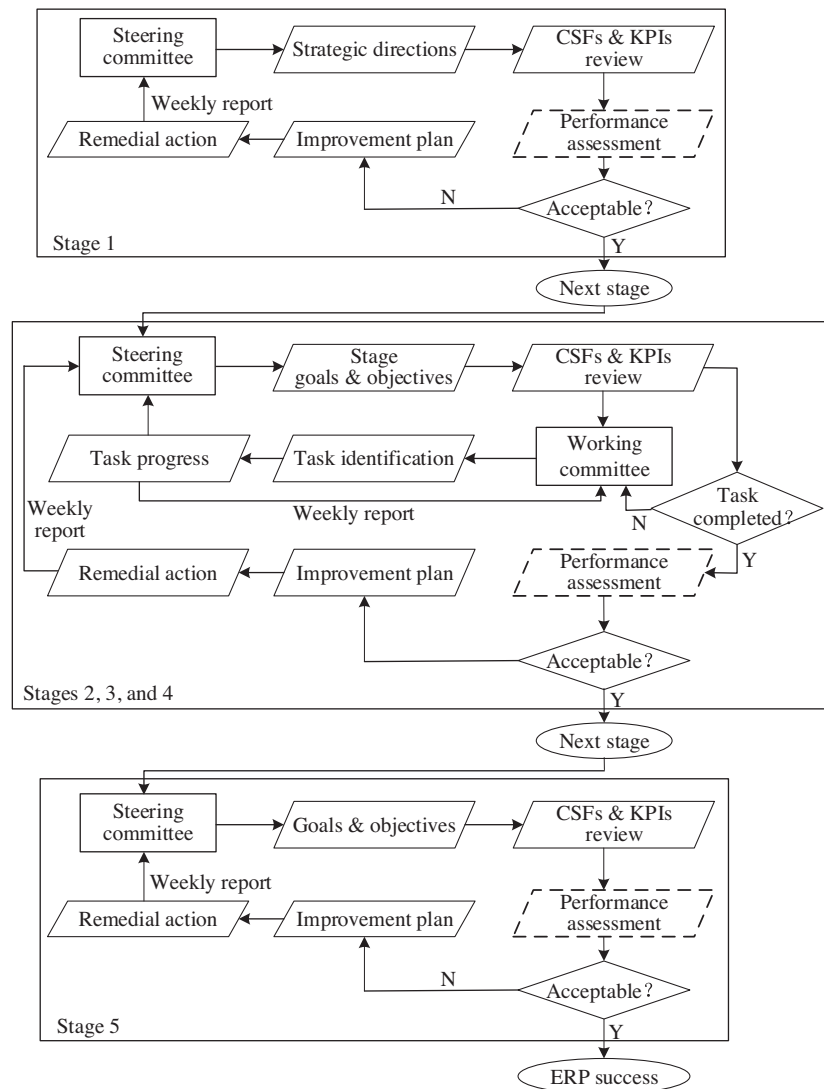 Steering
committee
Strategic directions
CSFs & KPIs
review
Weekly report
Remedial action
Improvement plan
Performance
assessment
N
Acceptable?
Stage 1
Y
Next stage
Steering
committee
Stage
goals & objectives
CSFs & KPIs
review
Task progress
Task identification
Working
committee
Weekly report
Weekly
report
N
Task
completed?
Y
Remedial action
Improvement plan
Performance
assessment
Acceptable?
Stages 2, 3, and 4
Y
Next stage
Steering
committee
Goals & objectives
CSFs & KPIs
review
Weekly report
Remedial action
Improvement plan
Performance
assessment
N
Acceptable?
Stage 5
Y
ERP success